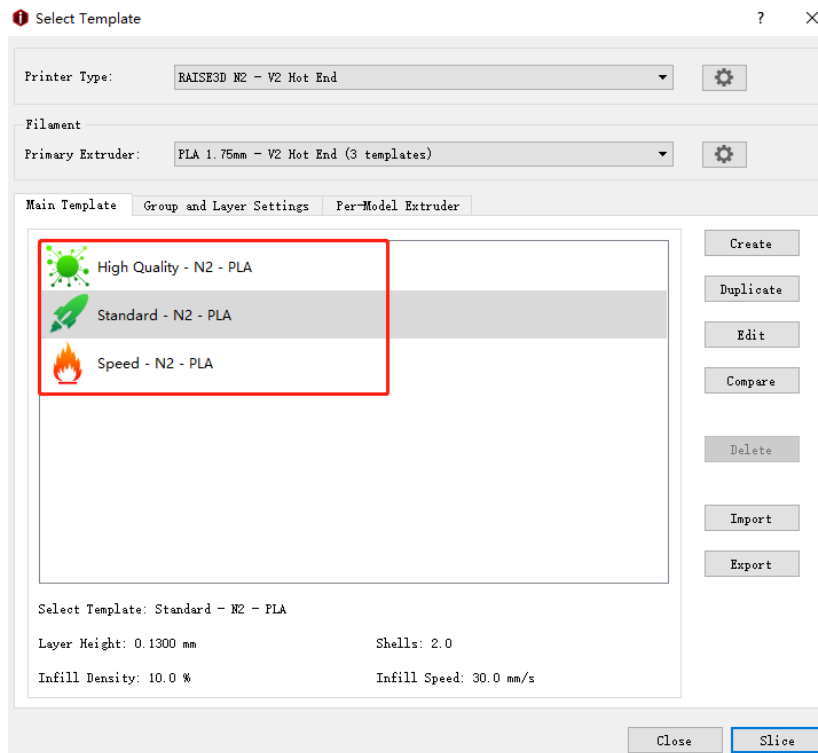 Select Template
?
Printer Type: RAISE3D N2 - V2 Hot End
Filament
Primary Extruder: PLA 1.75mm - V2 Hot End (3 templates)
Main Template Group and Layer Settings Per-Model Extruder
High Quality - N2 - PLA
Standard - N2 - PLA
Speed - N2 - PLA
Create
Duplicate
Edit
Compare
Delete
Import
Export
Select Template: Standard - N2 - PLA
Layer Height: 0.1300 mm Shells: 2.0
Infill Density: 10.0 % Infill Speed: 30.0 mm/s
Close Slice